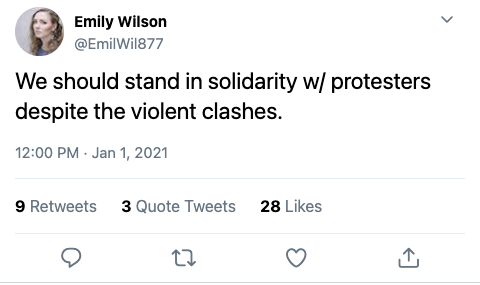 Emily Wilson
@EmilWil877
We should stand in solidarity w/ protesters
despite the violent clashes.
12:00 PM · Jan 1, 2021
9 Retweets 3 Quote Tweets 28 Likes